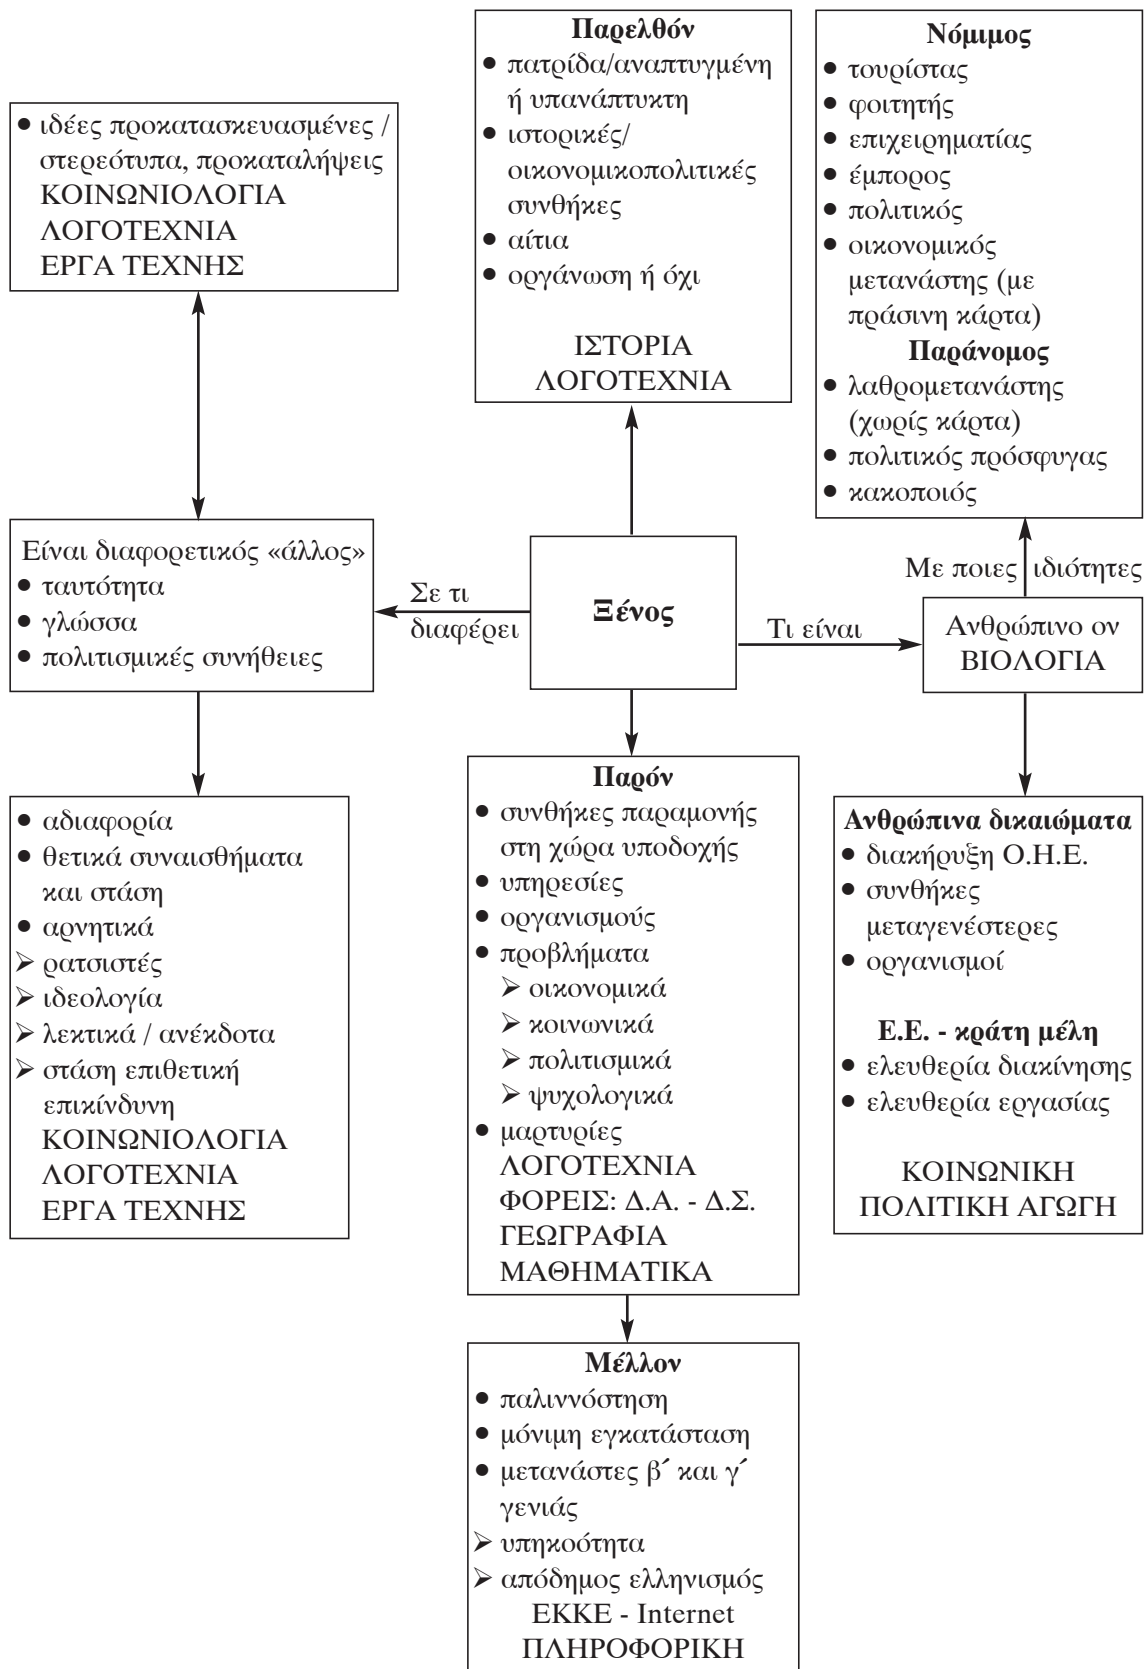 • ιδέες προκατασκευασμένες /
στερεότυπα, προκαταλήψεις
ΚΟΙΝΩΝΙΟΛΟΓΙΑ
ΛΟΓΟΤΕΧΝΙΑ
ΕΡΓΑ ΤΕΧΝΗΣ
Παρελθόν
• πατρίδα/αναπτυγμένη
ή υπανάπτυκτη
• ιστορικές/
οικονομικοπολιτικές
συνθήκες
• αίτια
• οργάνωση ή όχι
ΙΣΤΟΡΙΑ
ΛΟΓΟΤΕΧΝΙΑ
Νόμιμος
• τουρίστας
• φοιτητής
• επιχειρηματίας
• έμπορος
• πολιτικός
• οικονομικός
μετανάστης (με
πράσινη κάρτα)
Παράνομος
• λαθρομετανάστης
(χωρίς κάρτα)
• πολιτικός πρόσφυγας
• κακοποιός
Είναι διαφορετικός «άλλος»
• ταυτότητα
• γλώσσα
• πολιτισμικές συνήθειες
Σε τι
διαφέρει
Ξένος
Τι είναι
Με ποιες ιδιότητες
Ανθρώπινο ον
ΒΙΟΛΟΓΙΑ
• αδιαφορία
• θετικά συναισθήματα
και στάση
• αρνητικά
➢ ρατσιστές
➢ ιδεολογία
➢ λεκτικά / ανέκδοτα
➢ στάση επιθετική
επικίνδυνη
ΚΟΙΝΩΝΙΟΛΟΓΙΑ
ΛΟΓΟΤΕΧΝΙΑ
ΕΡΓΑ ΤΕΧΝΗΣ
Παρόν
• συνθήκες παραμονής
στη χώρα υποδοχής
• υπηρεσίες
• οργανισμούς
• προβλήματα
➢ οικονομικά
➢ κοινωνικά
➢ πολιτισμικά
➢ ψυχολογικά
• μαρτυρίες
ΛΟΓΟΤΕΧΝΙΑ
ΦΟΡΕΙΣ: Δ.Α. - Δ.Σ.
ΓΕΩΓΡΑΦΙΑ
ΜΑΘΗΜΑΤΙΚΑ
Ανθρώπινα δικαιώματα
• διακήρυξη Ο.Η.Ε.
• συνθήκες
μεταγενέστερες
• οργανισμοί
Ε.Ε. - κράτη μέλη
• ελευθερία διακίνησης
• ελευθερία εργασίας
ΚΟΙΝΩΝΙΚΗ
ΠΟΛΙΤΙΚΗ ΑΓΩΓΗ
Μέλλον
• παλιννόστηση
• μόνιμη εγκατάσταση
• μετανάστες β΄ και γ΄
γενιάς
➢ υπηκοότητα
➢ απόδημος ελληνισμός
ΕΚΚΕ - Internet
ΠΛΗΡΟΦΟΡΙΚΗ